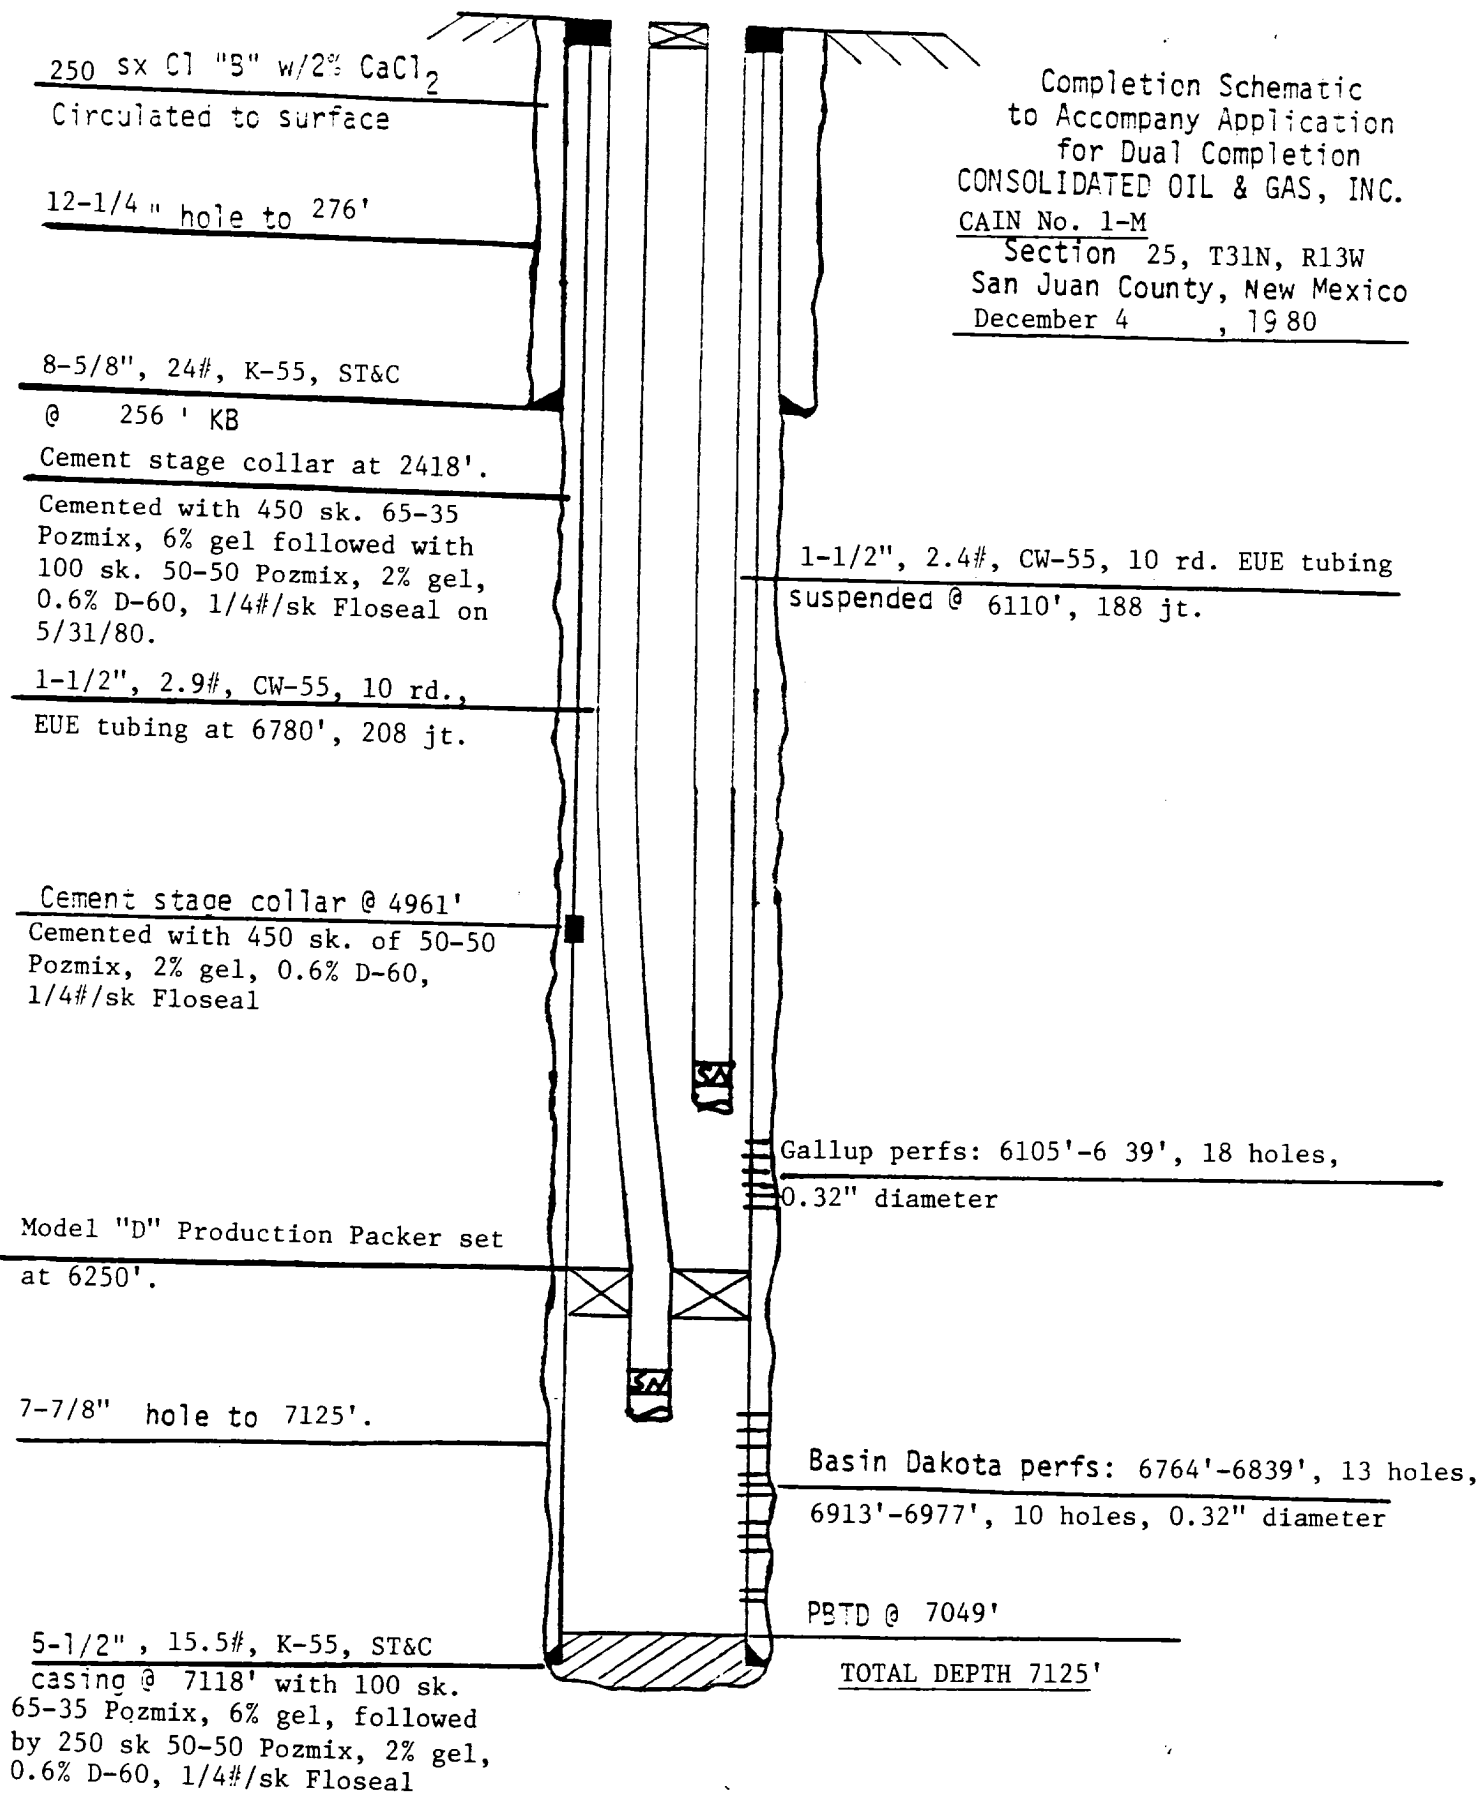 250 sx Cl "B" w/2% CaCl2
Circulated to surface
12-1/4" hole to 276'
8-5/8", 24#, K-55, ST&C
@ 256' KB
Cement stage collar at 2418'.
Cemented with 450 sk. 65-35
Pozmix, 6% gel followed with
100 sk. 50-50 Pozmix, 2% gel,
0.6% D-60, 1/4#/sk Floseal on
5/31/80.
1-1/2", 2.9#, CW-55, 10 rd.,
EUE tubing at 6780', 208 jt.
Cement stage collar @ 4961'
Cemented with 450 sk. of 50-50
Pozmix, 2% gel, 0.6% D-60,
1/4#/sk Floseal
Model "D" Production Packer set
at 6250'.
7-7/8" hole to 7125'.
5-1/2", 15.5#, K-55, ST&C
casing @ 7118' with 100 sk.
65-35 Pozmix, 6% gel, followed
by 250 sk 50-50 Pozmix, 2% gel,
0.6% D-60, 1/4#/sk Floseal
Completion Schematic
to Accompany Application
for Dual Completion
CONSOLIDATED OIL & GAS, INC.
CAIN No. 1-M
Section 25, T31N, R13W
San Juan County, New Mexico
December 4 , 1980
1-1/2", 2.4#, CW-55, 10 rd. EUE tubing
suspended @ 6110', 188 jt.
SN
Gallup perfs: 6105'-6 39', 18 holes,
0.32" diameter
SN
Basin Dakota perfs: 6764'-6839', 13 holes,
6913'-6977', 10 holes, 0.32" diameter
PBTD @ 7049'
TOTAL DEPTH 7125'